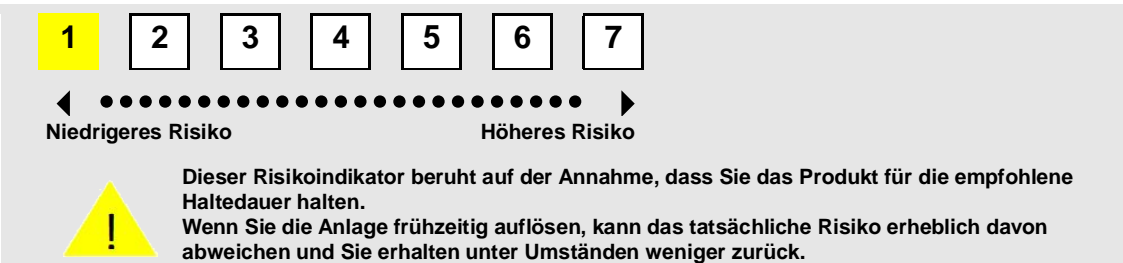 1 2 3 4 5 6 7
Niedrigeres Risiko Höheres Risiko
Dieser Risikoindikator beruht auf der Annahme, dass Sie das Produkt für die empfohlene
Haltedauer halten.
! Wenn Sie die Anlage frühzeitig auflösen, kann das tatsächliche Risiko erheblich davon
abweichen und Sie erhalten unter Umständen weniger zurück.